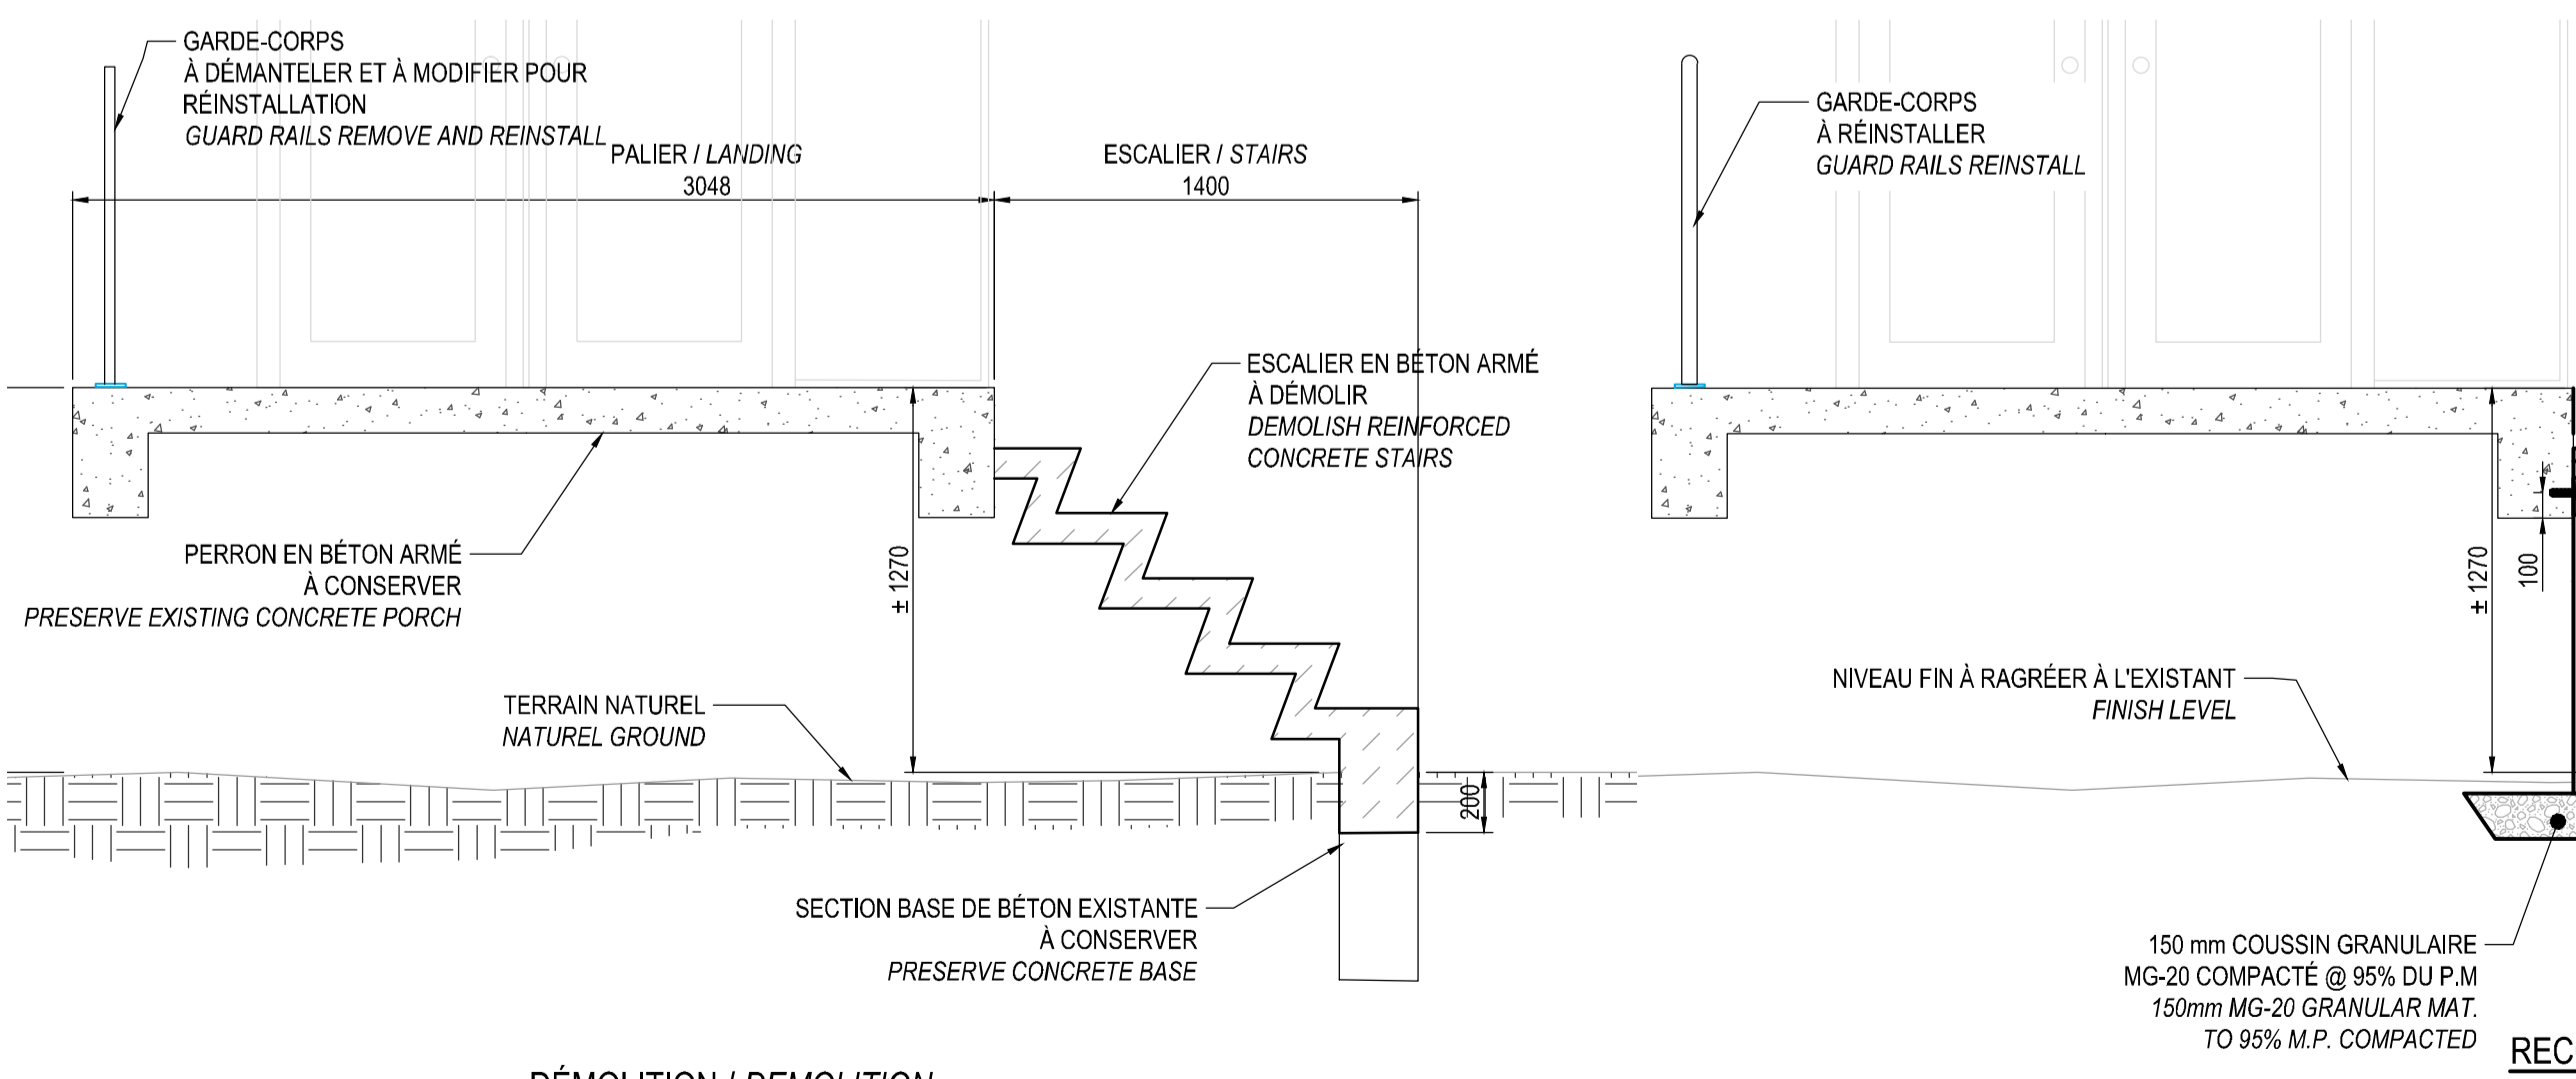 GARDE-CORPS
À DÉMANTELER ET À MODIFIER POUR
RÉINSTALLATION
GUARD RAILS REMOVE AND REINSTALL
PALIER / LANDING
3048
ESCALIER / STAIRS
1400
GARDE-CORPS
À RÉINSTALLER
GUARD RAILS REINSTALL
ESCALIER EN BÉTON ARMÉ
À DÉMOLIR
DEMOLISH REINFORCED
CONCRETE STAIRS
PERRON EN BÉTON ARMÉ
À CONSERVER
PRESERVE EXISTING CONCRETE PORCH
± 1270
± 1270
100
TERRAIN NATUREL
NATUREL GROUND
NIVEAU FIN À RAGRÉER À L'EXISTANT
FINISH LEVEL
200
SECTION BASE DE BÉTON EXISTANTE
À CONSERVER
PRESERVE CONCRETE BASE
150 mm COUSSIN GRANULAIRE
MG-20 COMPACTÉ @ 95% DU P.M
150mm MG-20 GRANULAR MAT.
TO 95% M.P. COMPACTED
REC
DÉMOLITION / DEMOLITION